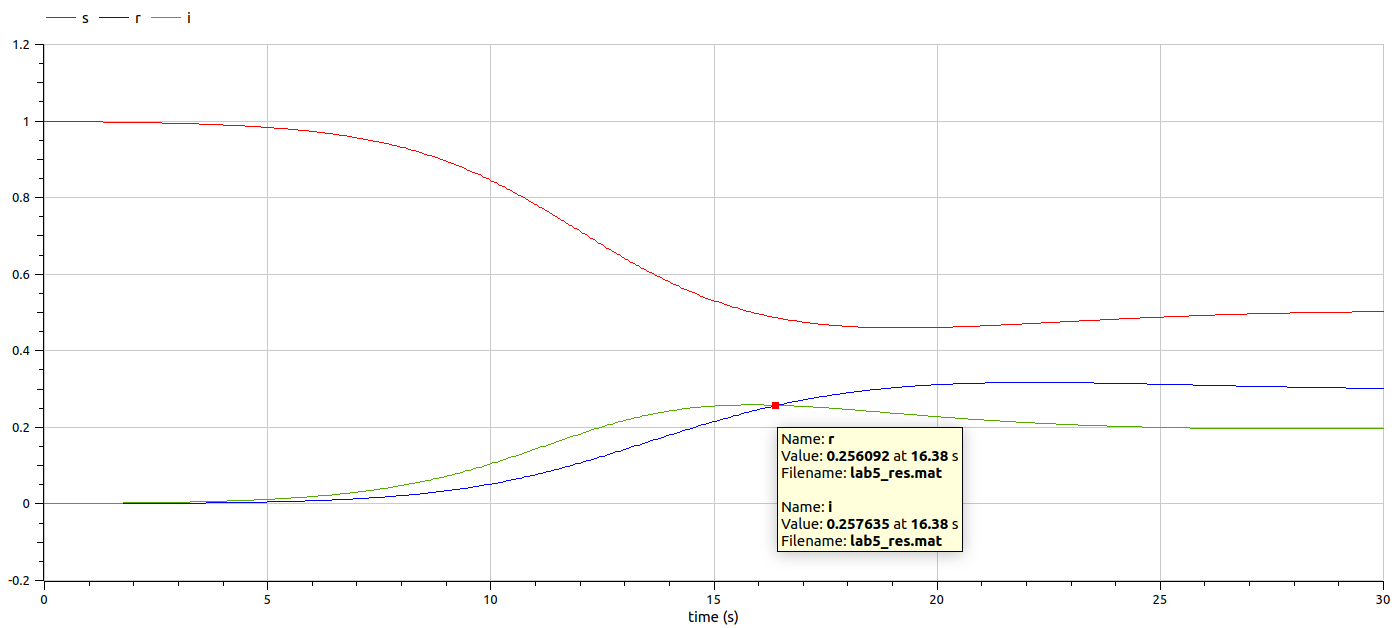 s r i
1.2
1
0.8
0.6
0.4
0.2
0
-0.2
0 5 10 15 20 25 30
time (s)
Name: r
Value: 0.256092 at 16.38 s
Filename: lab5_res.mat
Name: i
Value: 0.257635 at 16.38 s
Filename: lab5_res.mat